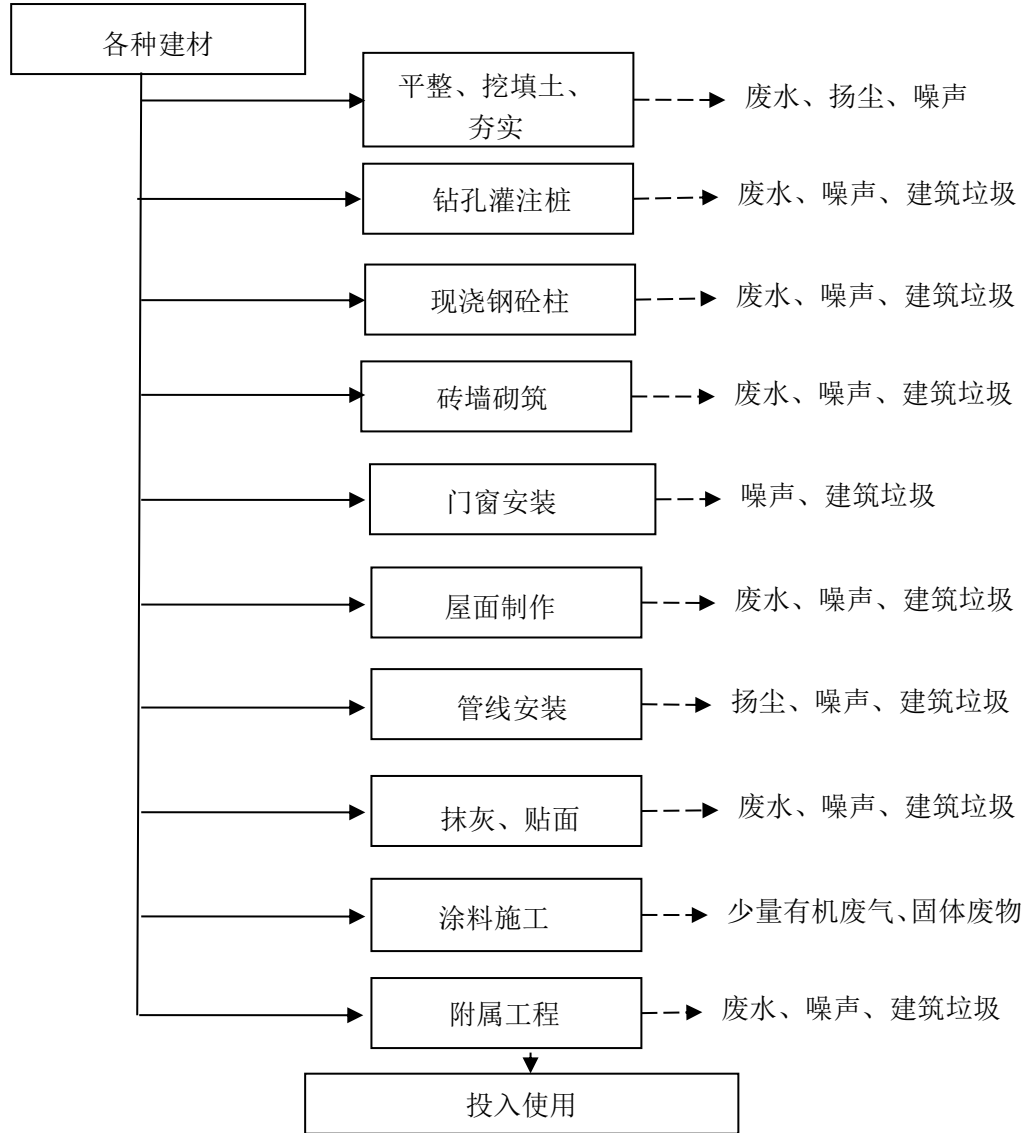 各种建材
平整、挖填土、
夯实
废水、扬尘、噪声
钻孔灌注桩
废水、噪声、建筑垃圾
现浇钢砼柱
废水、噪声、建筑垃圾
砖墙砌筑
废水、噪声、建筑垃圾
门窗安装
噪声、建筑垃圾
屋面制作
废水、噪声、建筑垃圾
管线安装
扬尘、噪声、建筑垃圾
抹灰、贴面
废水、噪声、建筑垃圾
涂料施工
少量有机废气、固体废物
附属工程
废水、噪声、建筑垃圾
投入使用